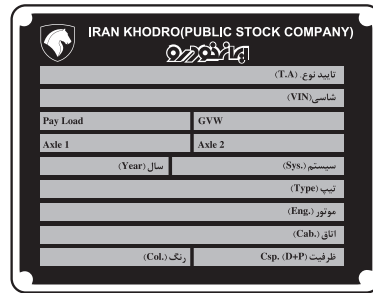 IRAN KHODRO(PUBLIC STOCK COMPANY)
ایران خودرو
تایید نوع. (T.A)
شاسی(VIN)
Pay Load GVW
Axle 1 Axle 2
سیستم (Sys.) سال (Year)
تیپ (Type)
موتور (Eng.)
اتاق (Cab.)
ظرفیت Csp. (D+P) رنگ (Col.)